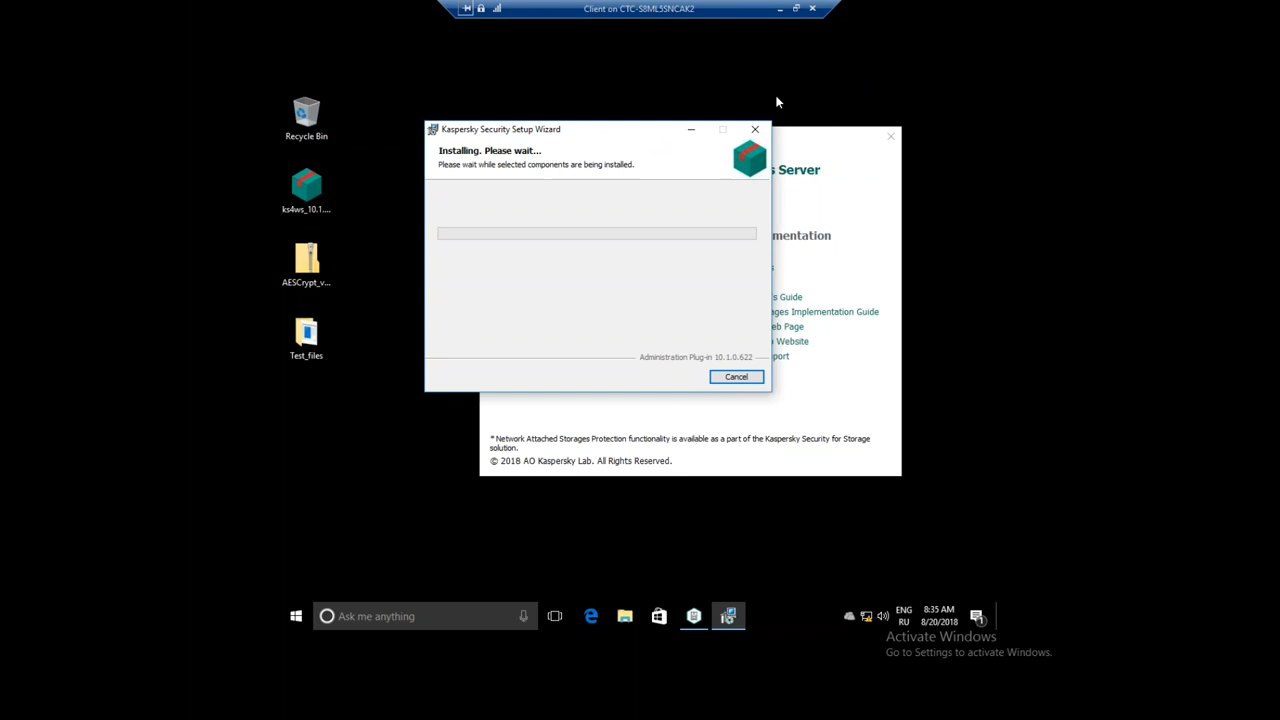 Client on CTC-S8ML5SNCAK2
Recycle Bin
ks4ws_10.1....
AESCrypt_v...
Test_files
Kaspersky Security Setup Wizard
Installing. Please wait...
Please wait while selected components are being installed.
Administration Plug-in 10.1.0.622
Cancel
s Server
mentation
s
s Guide
ages Implementation Guide
eb Page
Website
port
*Network Attached Storages Protection functionality is available as a part of the Kaspersky Security for Storage
solution.
© 2018 AO Kaspersky Lab. All Rights Reserved.
Ask me anything
ENG
RU
8:35 AM
8/20/2018
1
Activate Windows
Go to Settings to activate Windows.